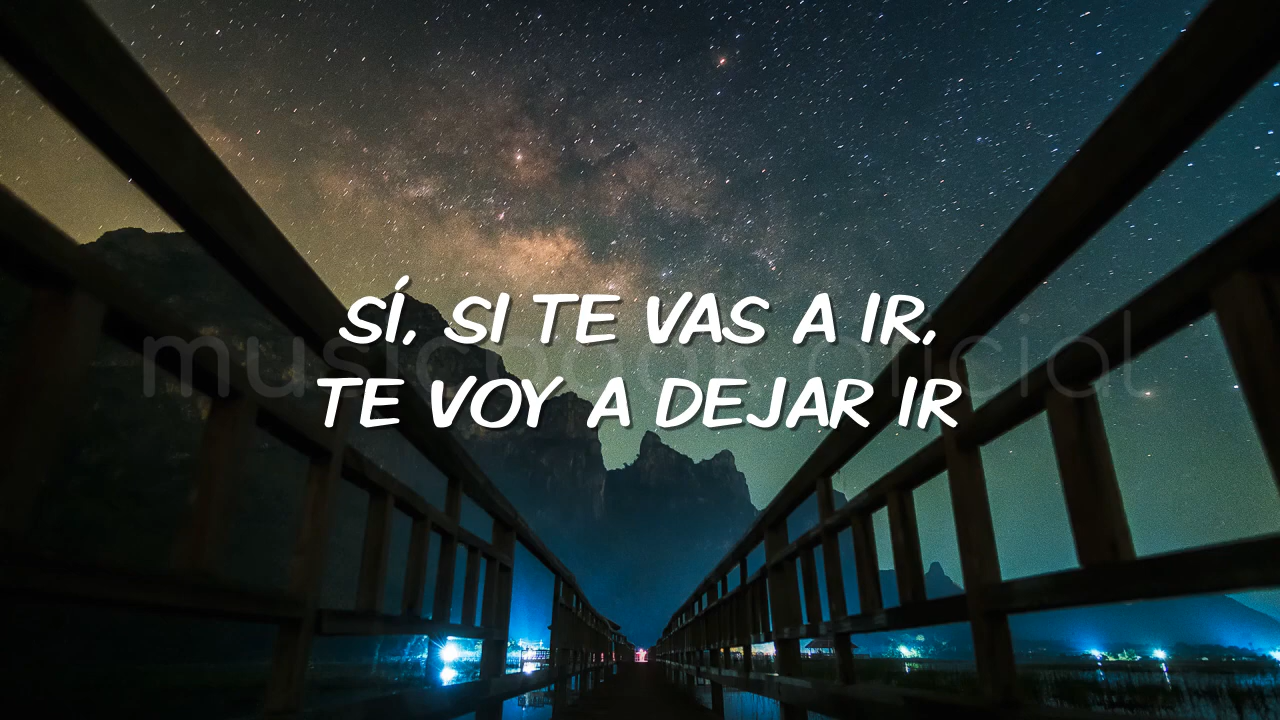 SÍ, SI TE VAS A IR,
TE VOY A DEJAR IR